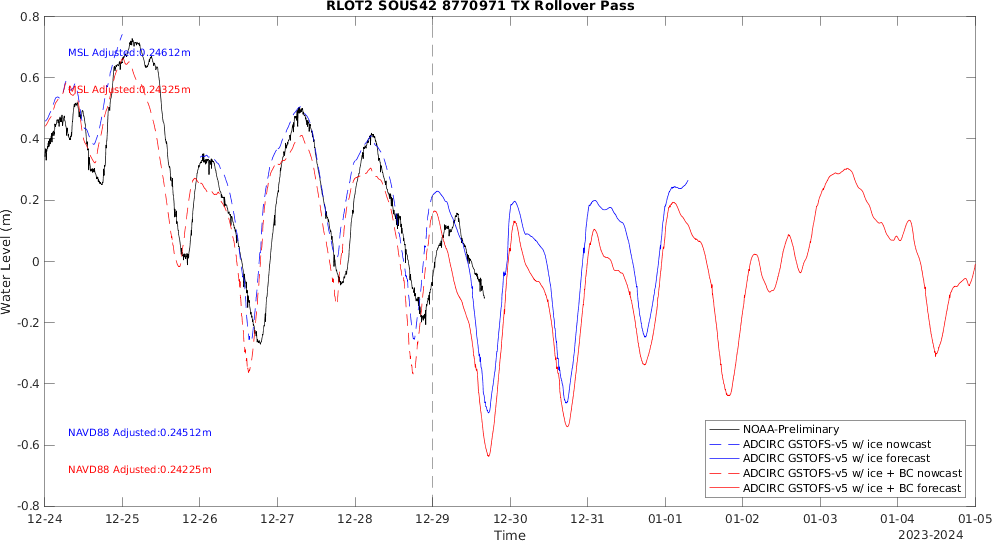 RLOT2 SOUS42 8770971 TX Rollover Pass
0.8
0.6
0.4
0.2
0
-0.2
-0.4
-0.6
-0.8
Water Level (m)
MSL Adjusted:0.24612m
MSL Adjusted:0.24325m
NAVD88 Adjusted:0.24512m
NAVD88 Adjusted:0.24225m
NOAA-Preliminary
ADCIRC GSTOFS-v5 w/ ice nowcast
ADCIRC GSTOFS-v5 w/ ice forecast
ADCIRC GSTOFS-v5 w/ ice + BC nowcast
ADCIRC GSTOFS-v5 w/ ice + BC forecast
12-24 12-25 12-26 12-27 12-28 12-29 12-30 12-31 01-01 01-02 01-03 01-04 01-05
Time
2023-2024